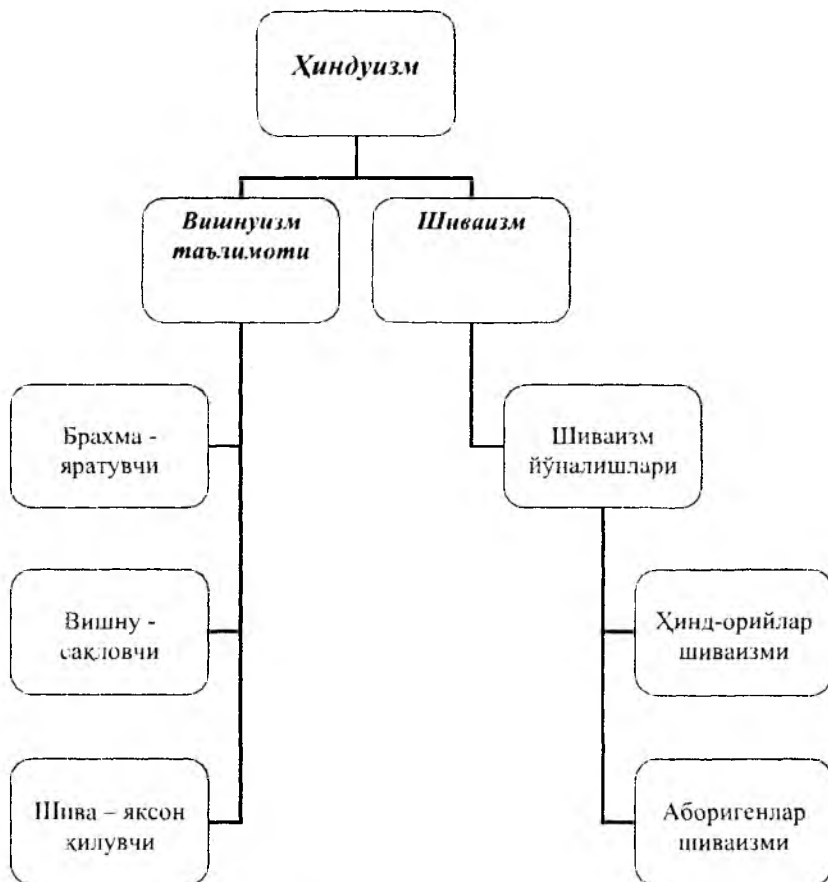 Ҳиндуизм
Вишнуизм
таълимоти
Шиваизм
Брахма -
яратувчи
Шиваизм
йўналишлари
Вишну -
сақловчи
Ҳинд-орийлар
шиваизми
Шива – яксон
қилувчи
Аборигенлар
шиваизми